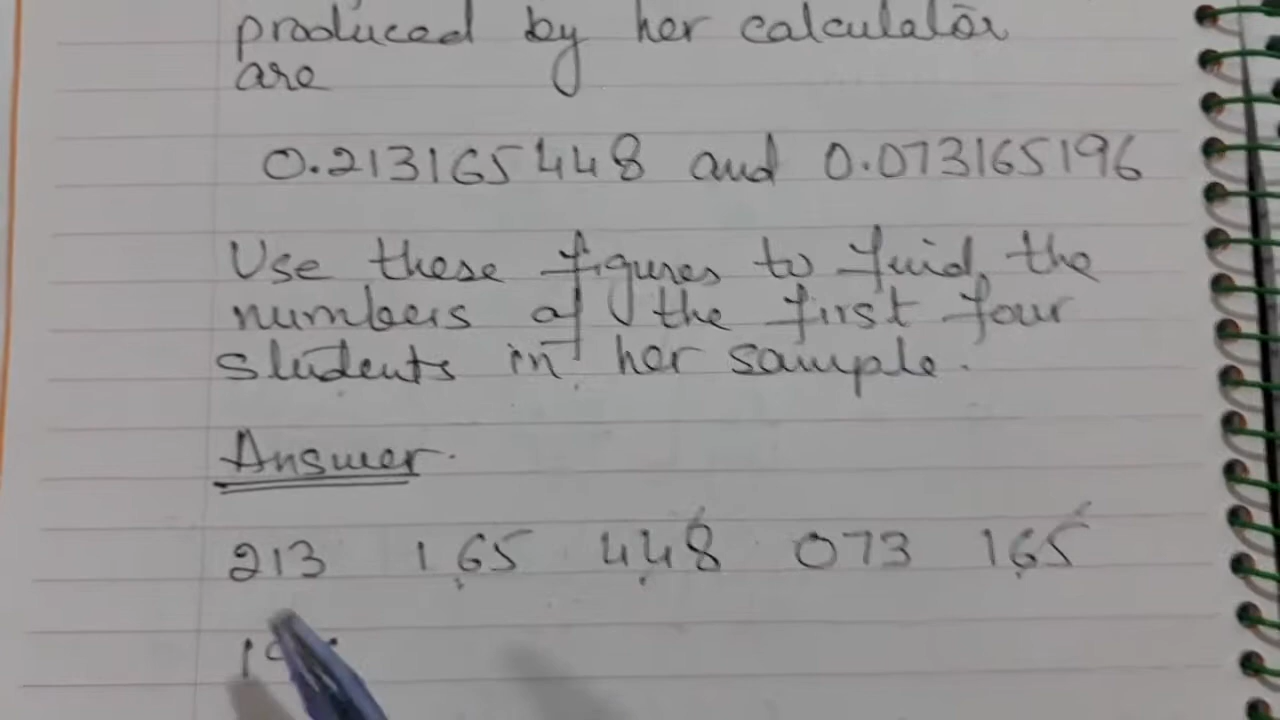 produced by her calculator
are
0.213165448 and 0.073165196
Use these figures to find, the
numbers of the first four
students in her sample.
Answer.
213 165 448 073 165